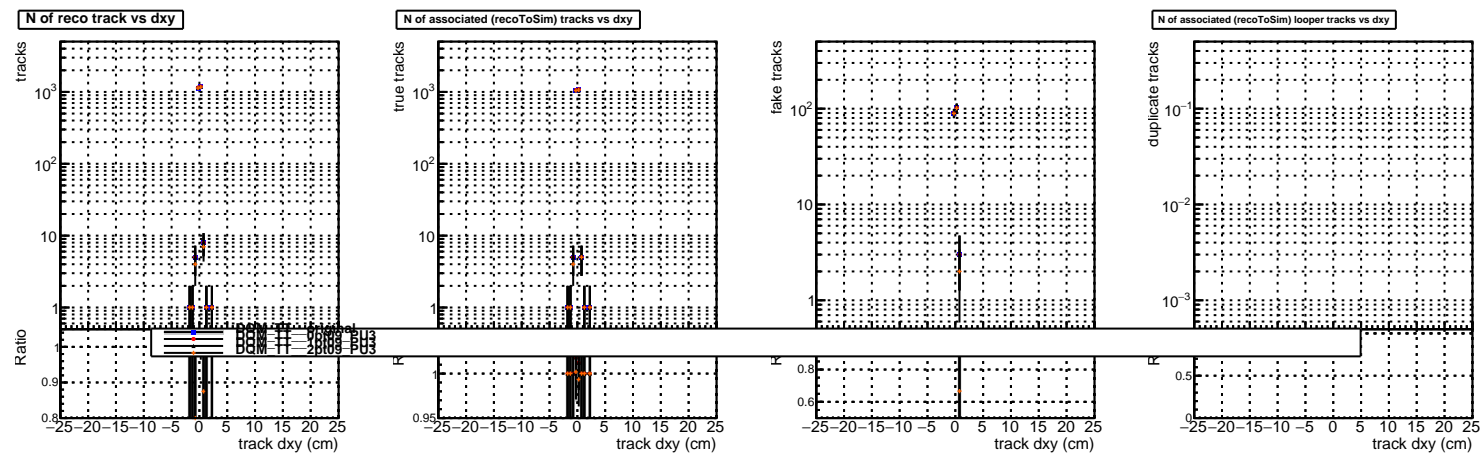 N of reco track vs dxy
N of associated (recoToSim) tracks vs dxy
N of associated (recoToSim) looper tracks vs dxy
tracks
10³
10²
10
1
Ratio
1
0.9
0.8
−25 −20 −15 −10 −5 0 5 10 15 20 25
track dxy (cm)
true tracks
10³
10²
10
1
1
0.95
−25 −20 −15 −10 −5 0 5 10 15 20 25
track dxy (cm)
fake tracks
10²
10
1
0.8
0.6
−25 −20 −15 −10 −5 0 5 10 15 20 25
track dxy (cm)
duplicate tracks
10⁻¹
10⁻²
10⁻³
0.5
0
−25 −20 −15 −10 −5 0 5 10 15 20 25
track dxy (cm)
DQM_TT__2pt09_PU3